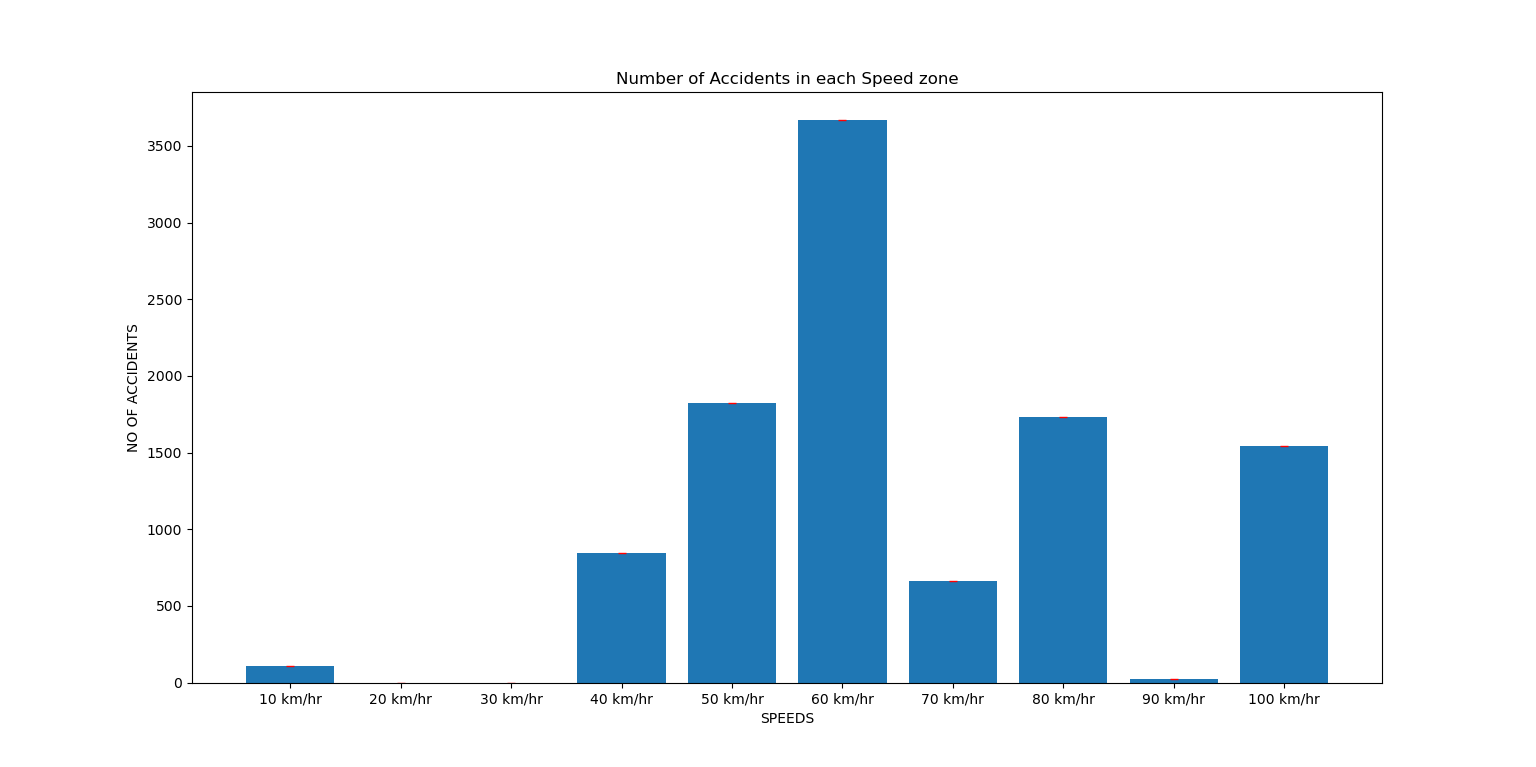 Number of Accidents in each Speed zone
NO OF ACCIDENTS
3500
3000
2500
2000
1500
1000
500
0
10 km/hr 20 km/hr 30 km/hr 40 km/hr 50 km/hr 60 km/hr 70 km/hr 80 km/hr 90 km/hr 100 km/hr
SPEEDS